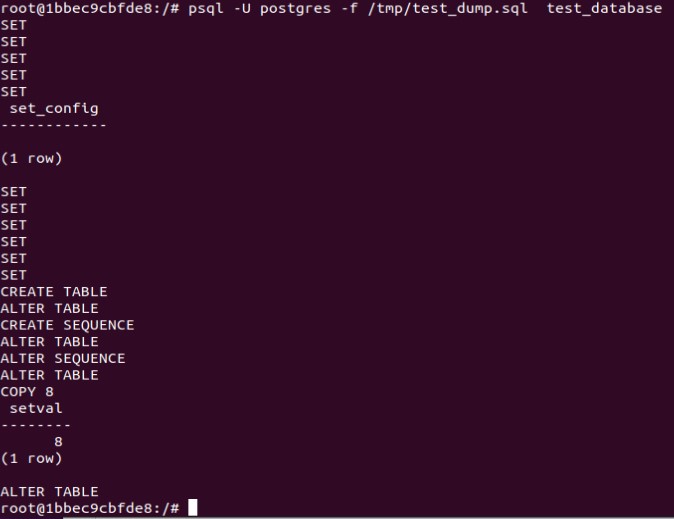 root@1bbec9cbfde8:/# psql -U postgres -f /tmp/test_dump.sql  test_database
SET
SET
SET
SET
SET
 set_config
------------

(1 row)

SET
SET
SET
SET
SET
SET
CREATE TABLE
ALTER TABLE
CREATE SEQUENCE
ALTER TABLE
ALTER SEQUENCE
ALTER TABLE
COPY 8
 setval
--------
      8
(1 row)

ALTER TABLE
root@1bbec9cbfde8:/#